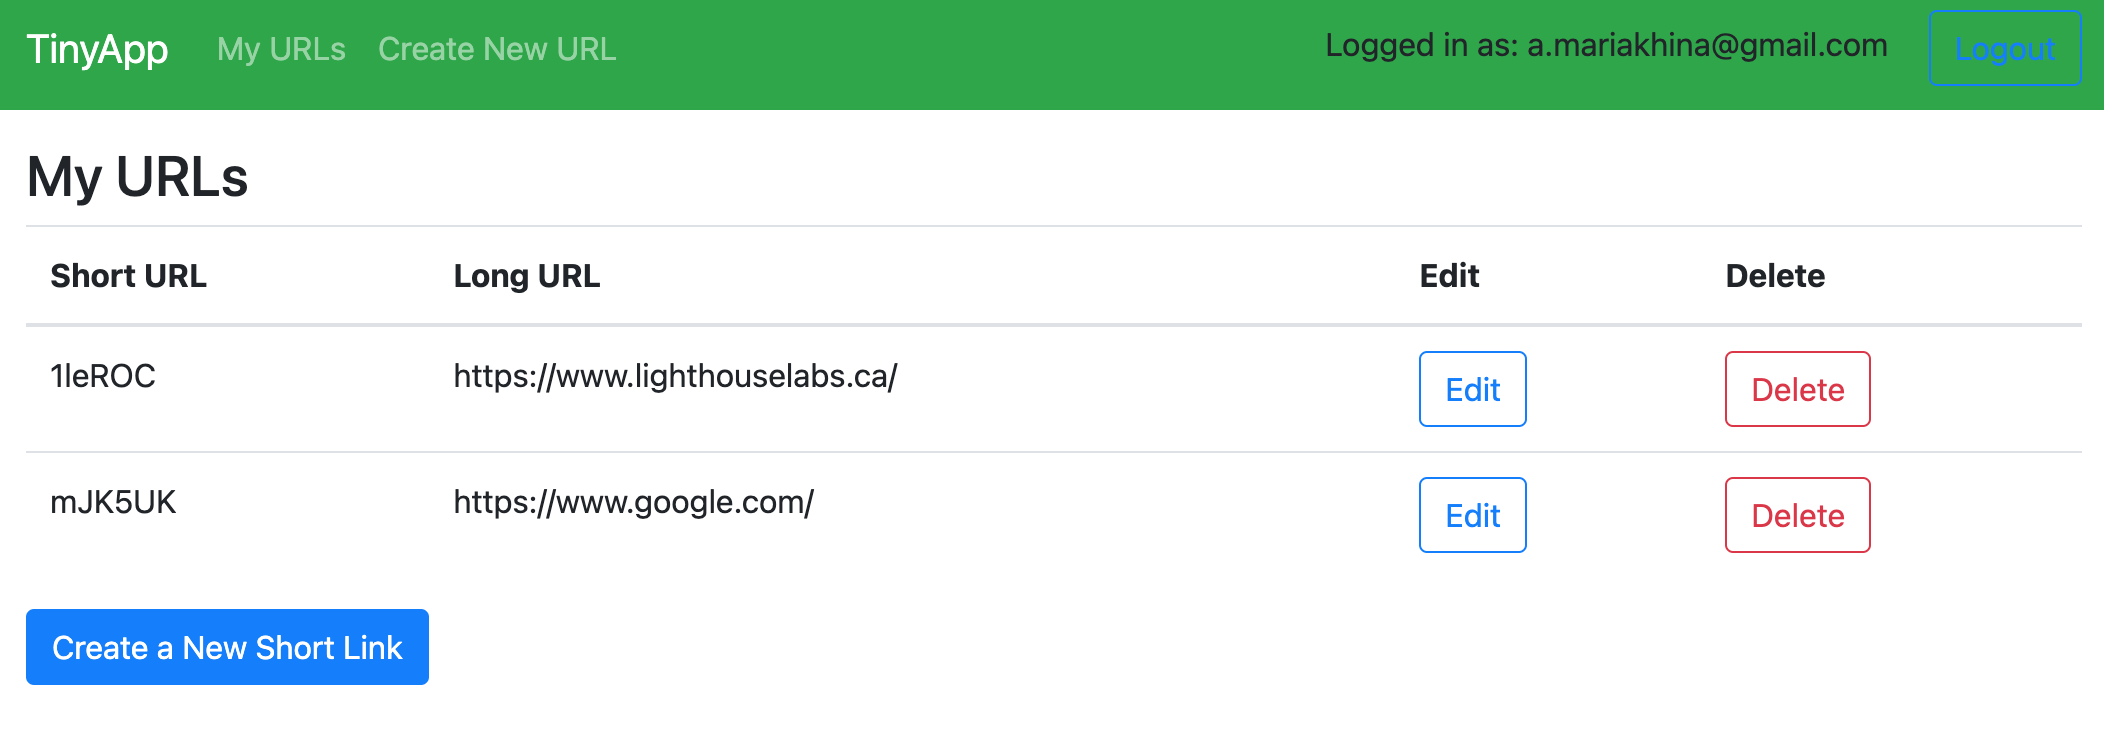 TinyApp My URLs Create New URL Logged in as: a.mariakhina@gmail.com Logout
My URLs
Short URL Long URL Edit Delete
1leROC https://www.lighthouselabs.ca/ Edit Delete
mJK5UK https://www.google.com/ Edit Delete
Create a New Short Link